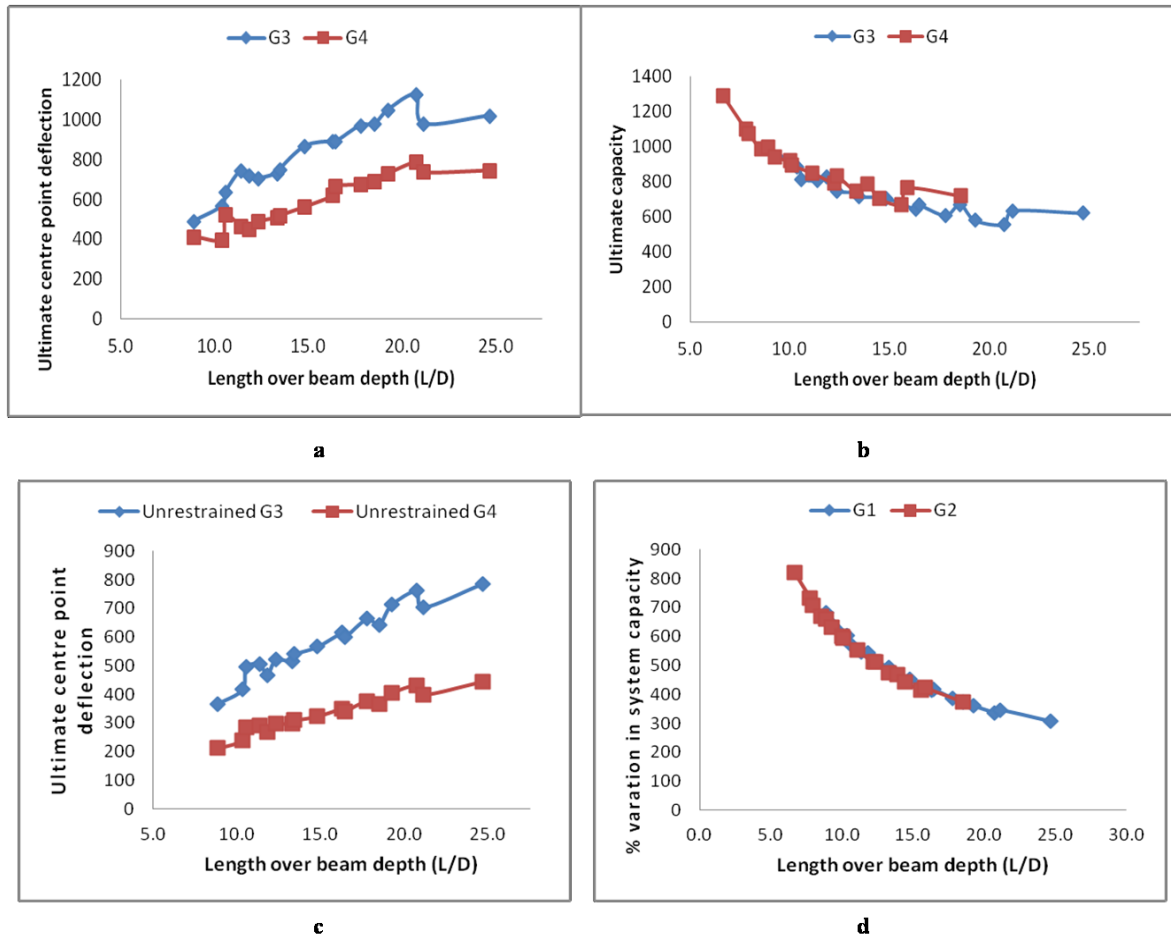 G3 G4
1200
1000
800
600
400
200
0
5.0 10.0 15.0 20.0 25.0
Ultimate centre point deflection
Length over beam depth (L/D)
a
G3 G4
1400
1200
1000
800
600
400
200
0
5.0 10.0 15.0 20.0 25.0
Ultimate capacity
Length over beam depth (L/D)
b
Unrestrained G3 Unrestrained G4
900
800
700
600
500
400
300
200
100
0
5.0 10.0 15.0 20.0 25.0
Ultimate centre point
deflection
Length over beam depth (L/D)
c
G1 G2
900
800
700
600
500
400
300
200
100
0
0.0 5.0 10.0 15.0 20.0 25.0 30.0
% varation in system capacity
Length over beam depth (L/D)
d